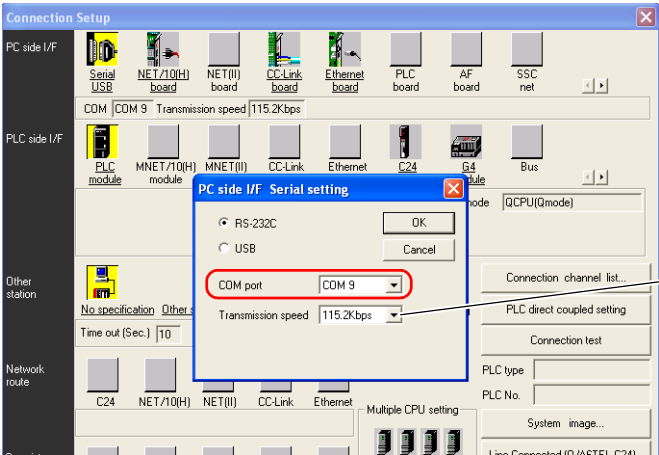 Connection Setup
PC side I/F
Serial
USB
NET/10(H)
board
NET(II)
board
CC-Link
board
Ethernet
board
PLC
board
AF
board
SSC
net
COM COM 9 Transmission speed 115.2Kbps
PLC side I/F
PLC
module
MNET/10(H)
module
MNET(II)
CC-Link
Ethernet
C24
G4
Bus
QCPU(Qmode)
PC side I/F Serial setting
RS-232C
USB
OK
Cancel
COM port COM 9
Transmission speed 115.2Kbps
Other
station
No specification Other
Time out (Sec.) 10
Connection channel list...
PLC direct coupled setting
Connection test
PLC type
PLC No.
System image...
Network
route
C24
NET/10(H)
NET(II)
CC-Link
Ethernet
Multiple CPU setting